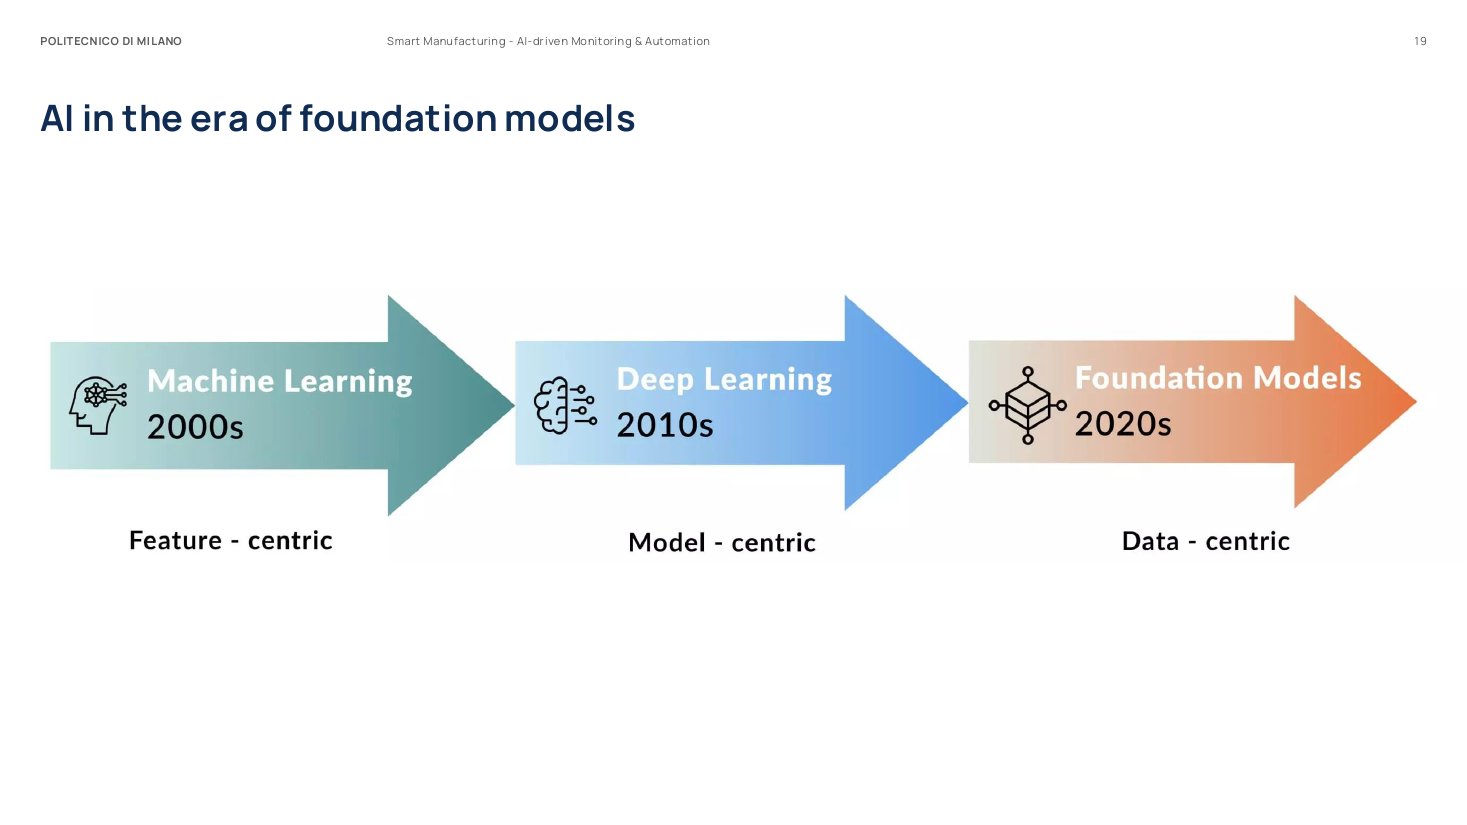 POLITECNICO DI MILANO
Smart Manufacturing - AI-driven Monitoring & Automation
19
AI in the era of foundation models
Machine Learning
2000s
Deep Learning
2010s
Foundation Models
2020s
Feature - centric
Model - centric
Data - centric